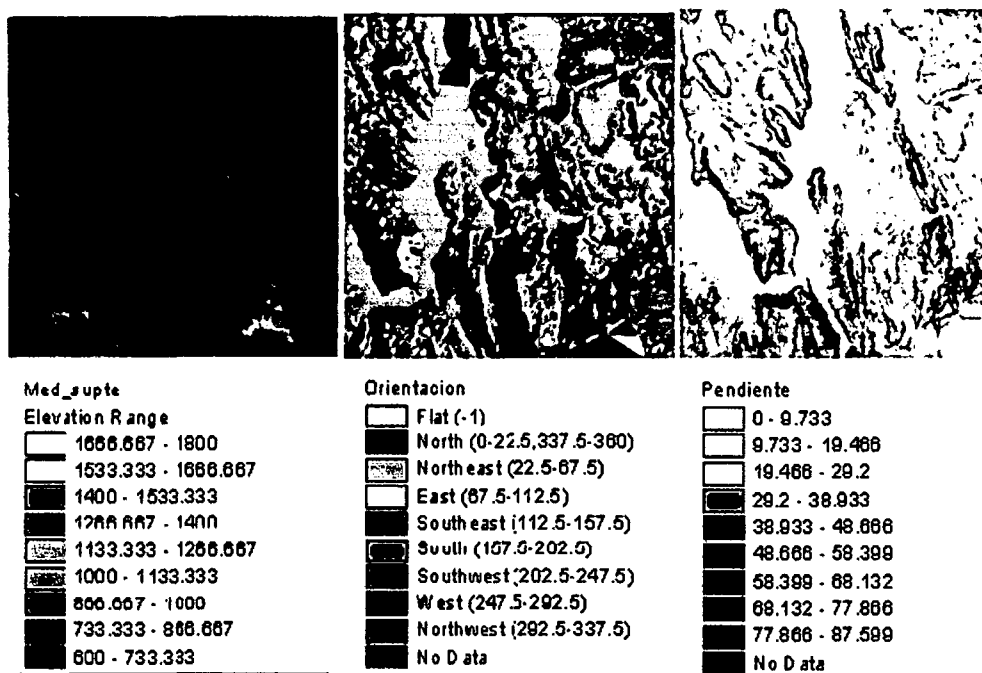 Med_supte
Elevation Range
1666.667 - 1800
1533.333 - 1666.667
1400 - 1533.333
1266.667 - 1400
1133.333 - 1266.667
1000 - 1133.333
866.667 - 1000
733.333 - 866.667
600 - 733.333
Orientacion
Flat (-1)
North (0-22.5,337.5-360)
Northeast (22.5-67.5)
East (67.5-112.5)
Southeast (112.5-157.5)
South (157.5-202.5)
Southwest (202.5-247.5)
West (247.5-292.5)
Northwest (292.5-337.5)
No Data
Pendiente
0 - 9.733
9.733 - 19.466
19.466 - 29.2
29.2 - 38.933
38.933 - 48.666
48.666 - 58.399
58.399 - 68.132
68.132 - 77.866
77.866 - 87.599
No Data